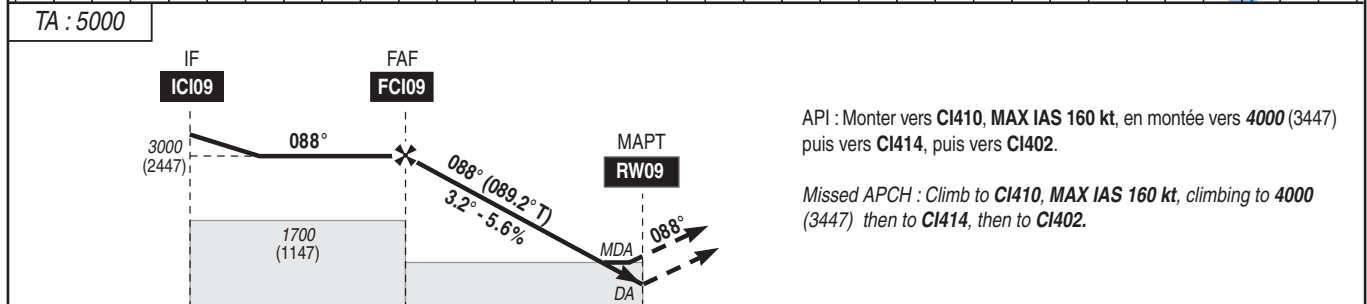 TA : 5000
IF
ICI09
FAF
FCI09
3000
(2447)
088°
088° (089.2° T)
3.2° - 5.6%
MAPT
RW09
088°
1700
(1147)
MDA
DA
API : Monter vers CI410, MAX IAS 160 kt, en montée vers 4000 (3447)
puis vers CI414, puis vers CI402.
Missed APCH : Climb to CI410, MAX IAS 160 kt, climbing to 4000
(3447) then to CI414, then to CI402.